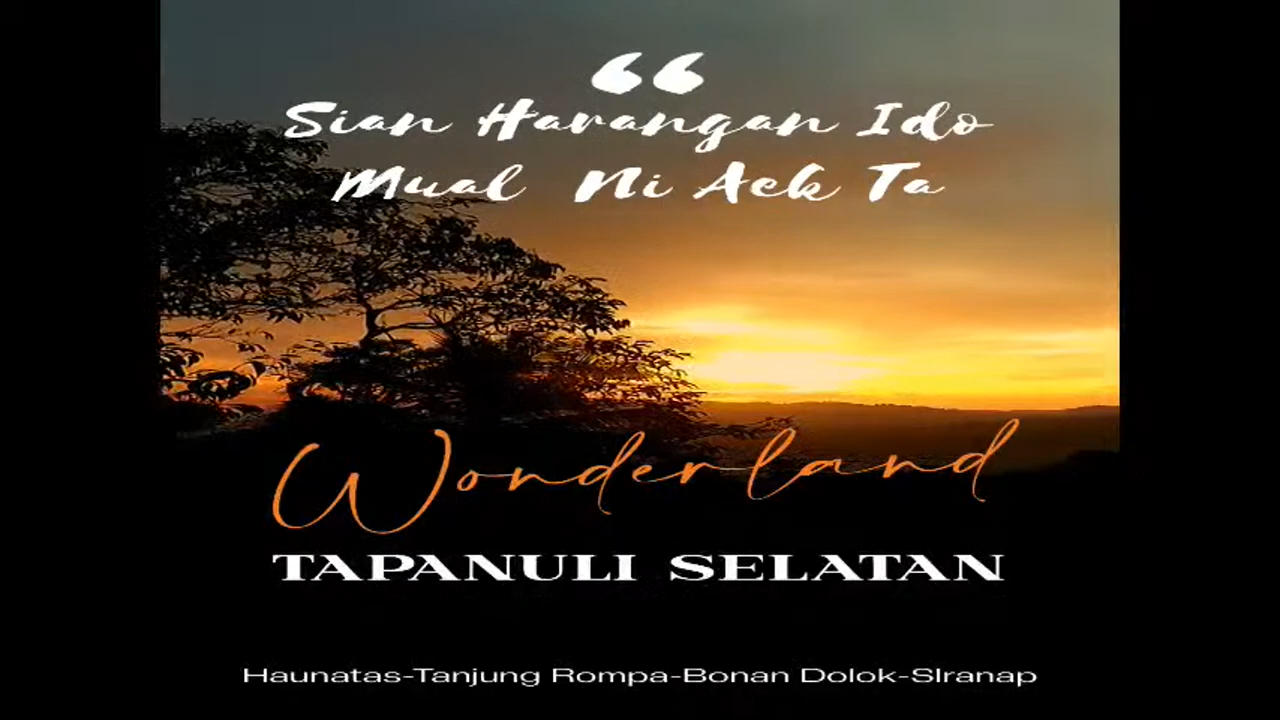 “
Sian Harangan Ido
Mual Ni Aek Ta
Wonderland
TAPANULI SELATAN
Haunatas-Tanjung Rompa-Bonan Dolok-SIranap